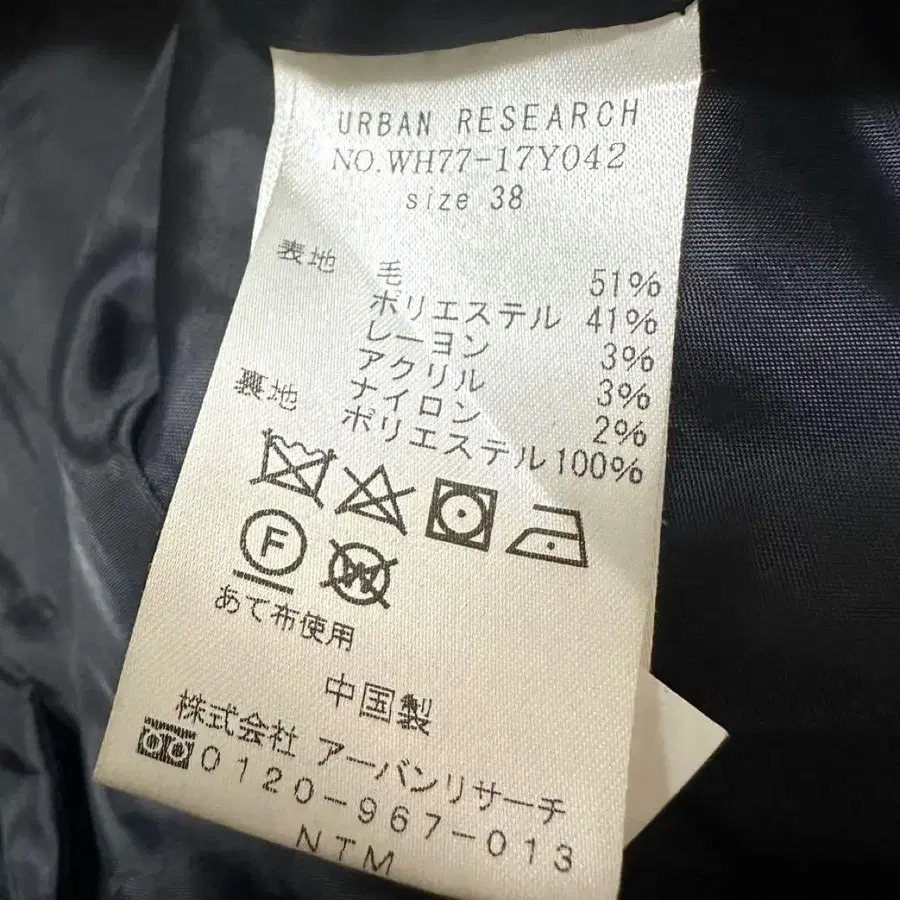 URBAN RESEARCH
NO.WH77-17Y042
size 38
表地 毛 51%
ポリエステル 41%
レーヨン 3%
アクリル 3%
ナイロン 2%
裏地 ポリエステル100%
F
W
あて布使用
中国製
株式会社 アーバンリサーチ
0120-967-013
NTM